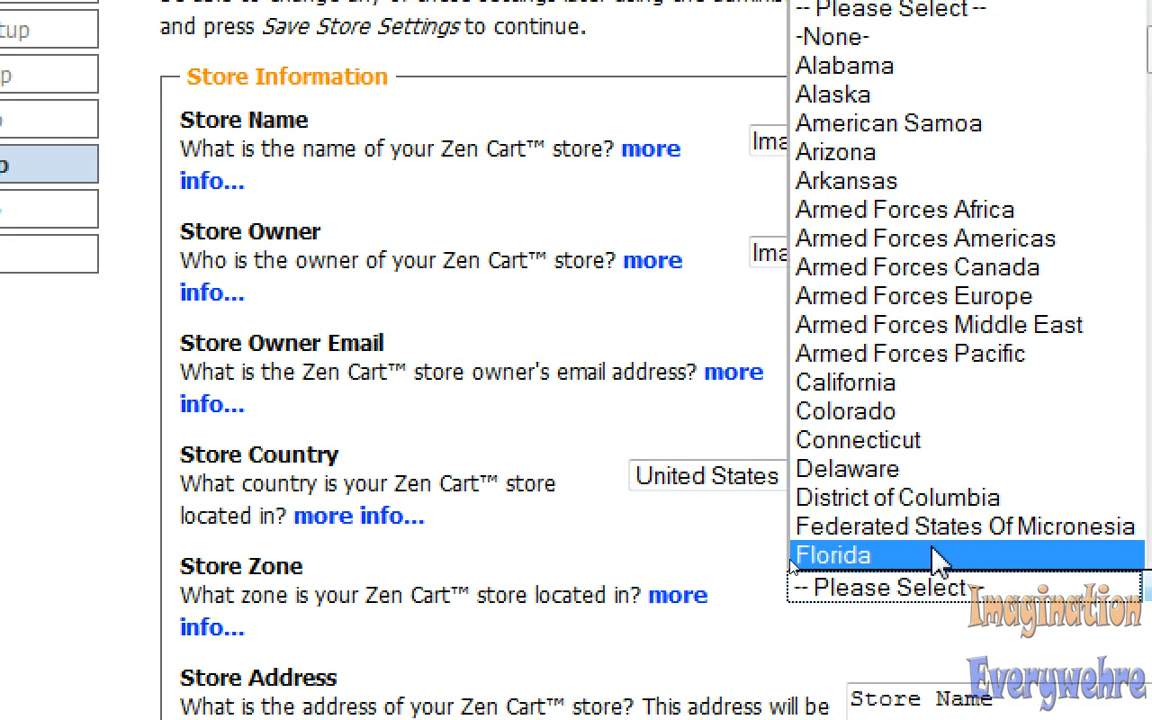 and press Save Store Settings to continue.
Store Information
Store Name
What is the name of your Zen Cart™ store? more
info...
Store Owner
Who is the owner of your Zen Cart™ store? more
info...
Store Owner Email
What is the Zen Cart™ store owner's email address? more
info...
Store Country
What country is your Zen Cart™ store
located in? more info...
United States
Store Zone
What zone is your Zen Cart™ store located in? more
info...
Store Address
What is the address of your Zen Cart™ store? This address will be
-- Please Select --
-None-
Alabama
Alaska
American Samoa
Arizona
Arkansas
Armed Forces Africa
Armed Forces Americas
Armed Forces Canada
Armed Forces Europe
Armed Forces Middle East
Armed Forces Pacific
California
Colorado
Connecticut
Delaware
District of Columbia
Federated States Of Micronesia
Florida
-- Please Select --
Store Name
Imagination
Everywehre